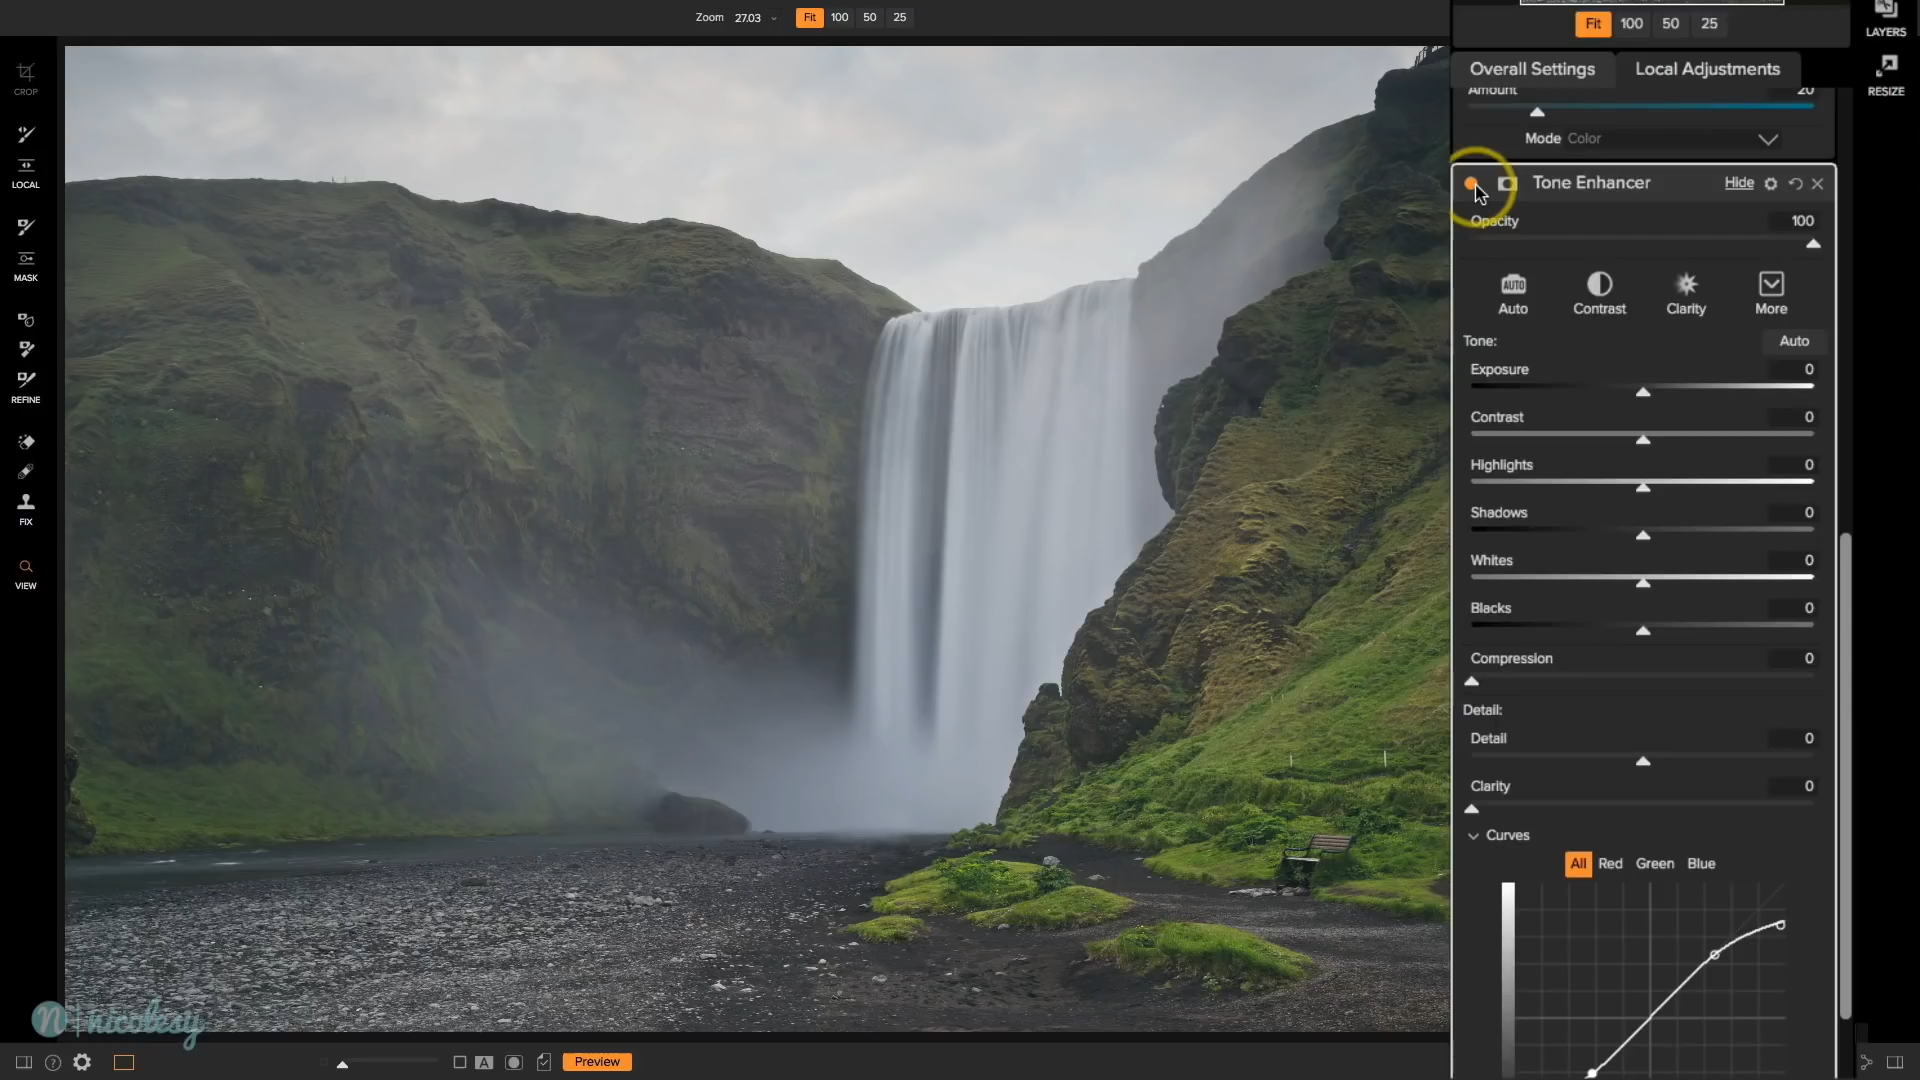 Zoom 27.03 Fit 100 50 25
Fit 100 50 25
LAYERS
RESIZE
Overall Settings Local Adjustments
Amount 20
Mode Color
Tone Enhancer Hide
Opacity 100
AUTO
Auto Contrast Clarity More
Tone: Auto
Exposure 0
Contrast 0
Highlights 0
Shadows 0
Whites 0
Blacks 0
Compression 0
Detail:
Detail 0
Clarity 0
Curves
All Red Green Blue
CROP
LOCAL
MASK
REFINE
FIX
VIEW
n nicolesy
? A Preview